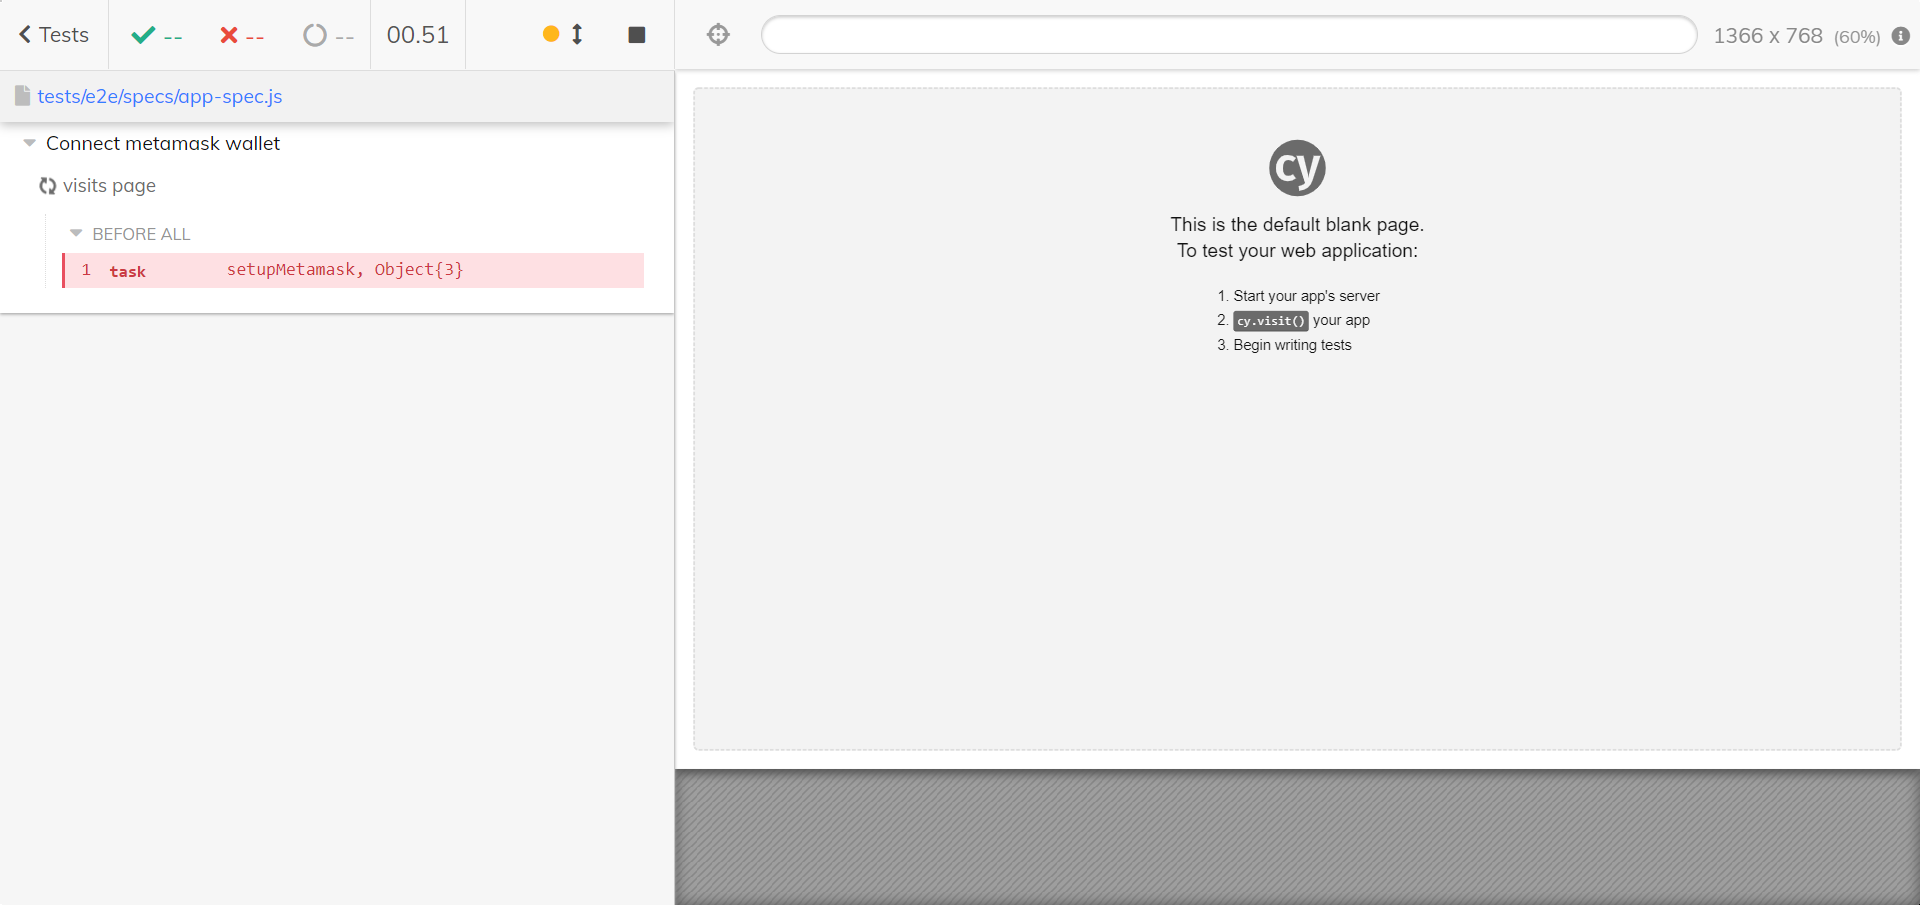 Tests
--
--
--
00.51
1366 x 768 (60%)
tests/e2e/specs/app-spec.js
Connect metamask wallet
visits page
BEFORE ALL
1 task setupMetamask, Object{3}
cy
This is the default blank page.
To test your web application:
1. Start your app's server
2. cy.visit() your app
3. Begin writing tests